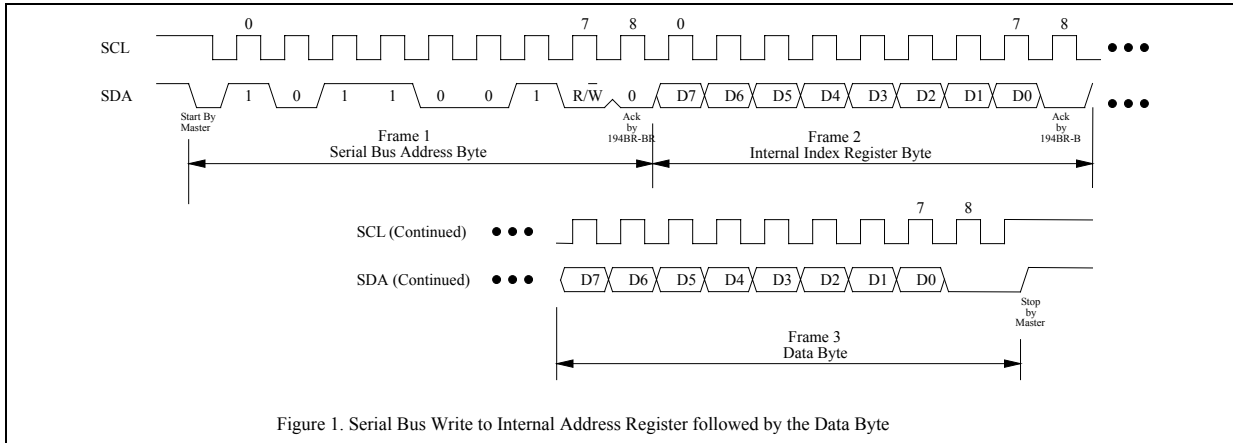 0 7 8 0 7 8
SCL
SDA 1 0 1 1 0 0 1 R/W 0 D7 D6 D5 D4 D3 D2 D1 D0
Start By
Master
Ack
by
194BR-BR
Ack
by
194BR-B
Frame 1
Serial Bus Address Byte
Frame 2
Internal Index Register Byte
7 8
SCL (Continued)
SDA (Continued) D7 D6 D5 D4 D3 D2 D1 D0
Stop
by
Master
Frame 3
Data Byte
Figure 1. Serial Bus Write to Internal Address Register followed by the Data Byte